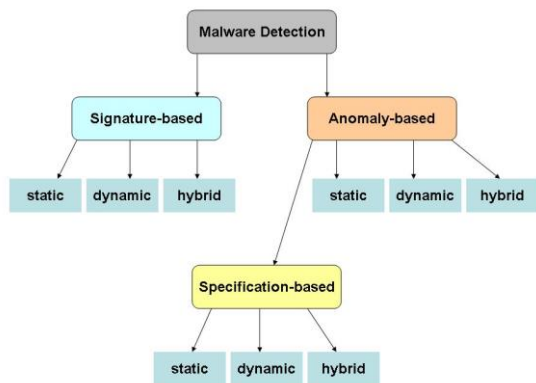 Malware Detection
Signature-based
Anomaly-based
static
dynamic
hybrid
static
dynamic
hybrid
Specification-based
static
dynamic
hybrid